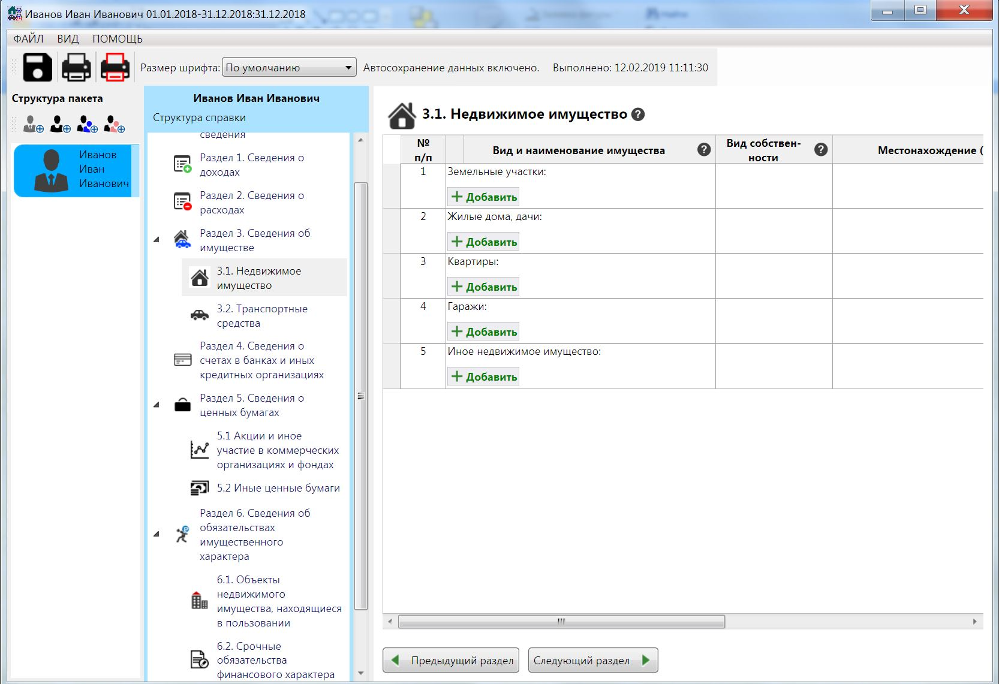 Иванов Иван Иванович 01.01.2018-31.12.2018:31.12.2018
ФАЙЛ ВИД ПОМОЩЬ
Размер шрифта: По умолчанию Автосохранение данных включено. Выполнено: 12.02.2019 11:11:30
Структура пакета
Иванов
Иван
Иванович
Иванов Иван Иванович
Структура справки
сведения
Раздел 1. Сведения о
доходах
Раздел 2. Сведения о
расходах
Раздел 3. Сведения об
имуществе
3.1. Недвижимое
имущество
3.2. Транспортные
средства
Раздел 4. Сведения о
счетах в банках и иных
кредитных организациях
Раздел 5. Сведения о
ценных бумагах
5.1 Акции и иное
участие в коммерческих
организациях и фондах
5.2 Иные ценные бумаги
Раздел 6. Сведения об
обязательствах
имущественного
характера
6.1. Объекты
недвижимого
имущества, находящиеся
в пользовании
6.2. Срочные
обязательства
финансового характера
3.1. Недвижимое имущество ?
№
п/п
Вид и наименование имущества ?
Вид собствен-
ности ?
Местонахождение (
1 Земельные участки:
+ Добавить
2 Жилые дома, дачи:
+ Добавить
3 Квартиры:
+ Добавить
4 Гаражи:
+ Добавить
5 Иное недвижимое имущество:
+ Добавить
Предыдущий раздел Следующий раздел